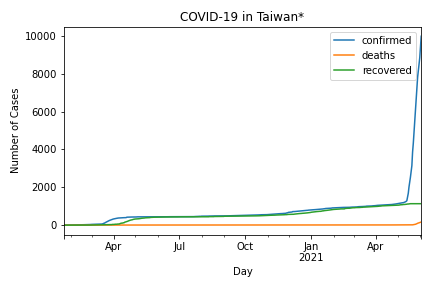 COVID-19 in Taiwan*
confirmed
deaths
recovered
Number of Cases
10000
8000
6000
4000
2000
0
Apr Jul Oct Jan Apr
2021
Day